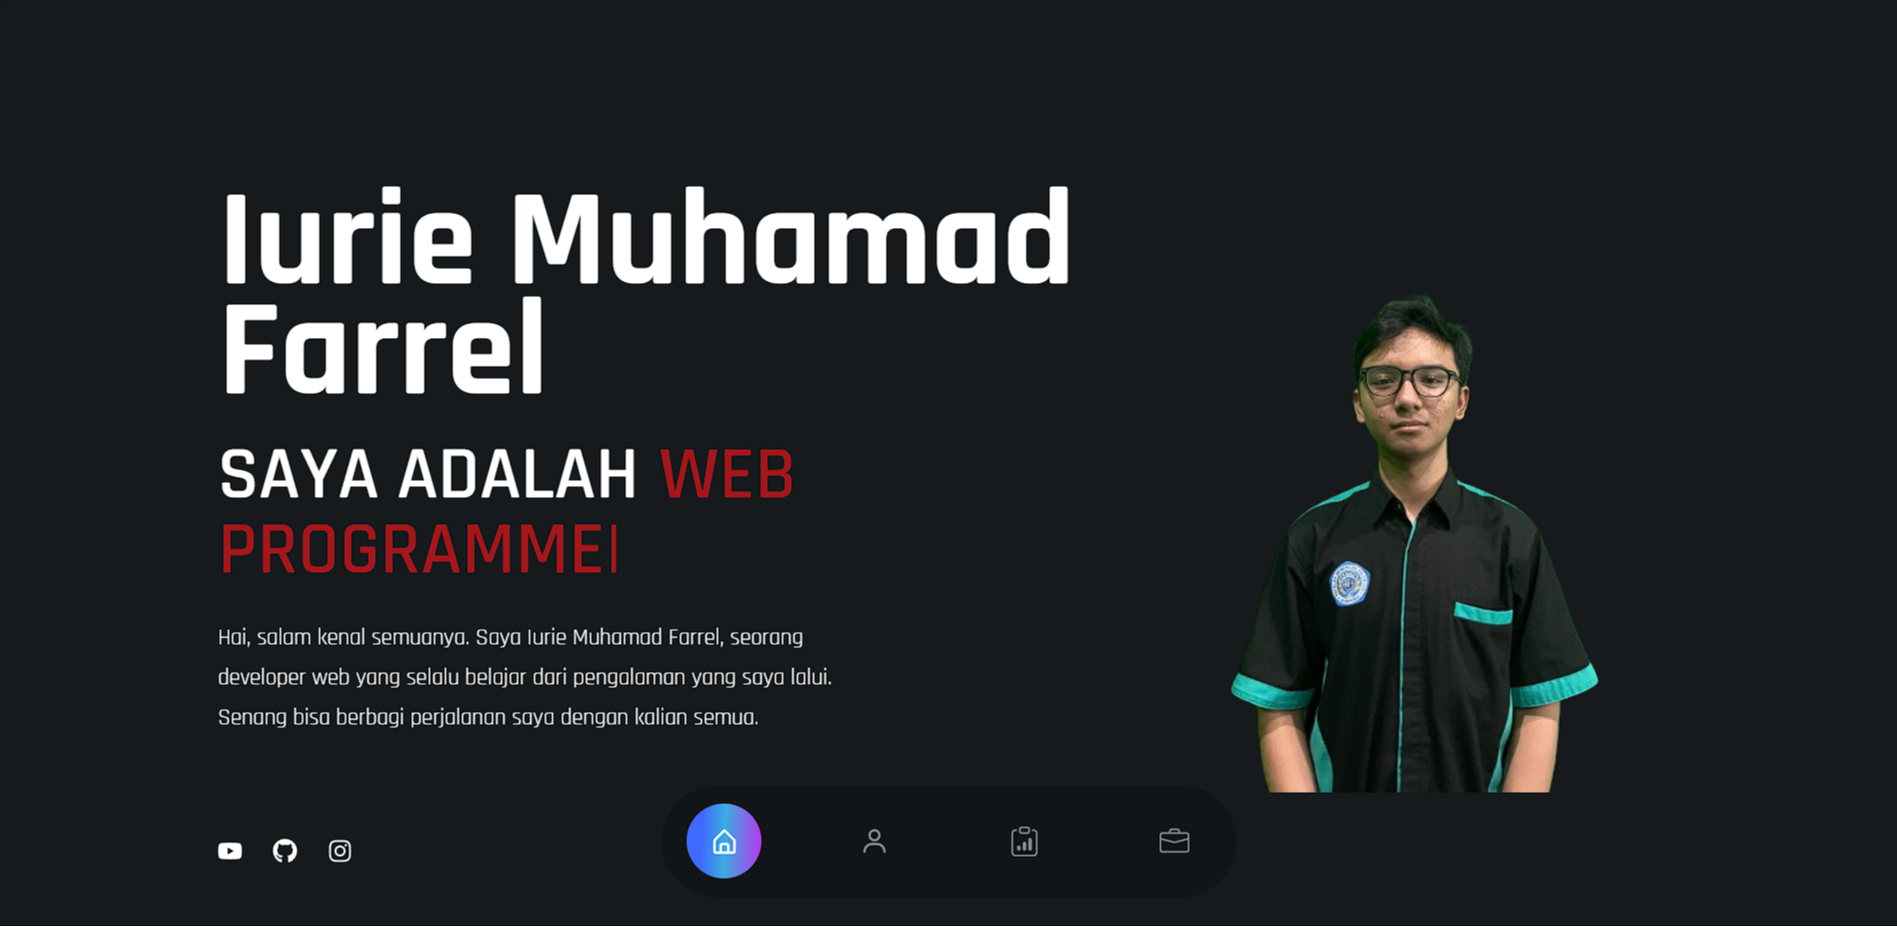 Iurie Muhamad
Farrel
SAYA ADALAH WEB
PROGRAMME|
Hai, salam kenal semuanya. Saya Iurie Muhamad Farrel, seorang
developer web yang selalu belajar dari pengalaman yang saya lalui.
Senang bisa berbagi perjalanan saya dengan kalian semua.